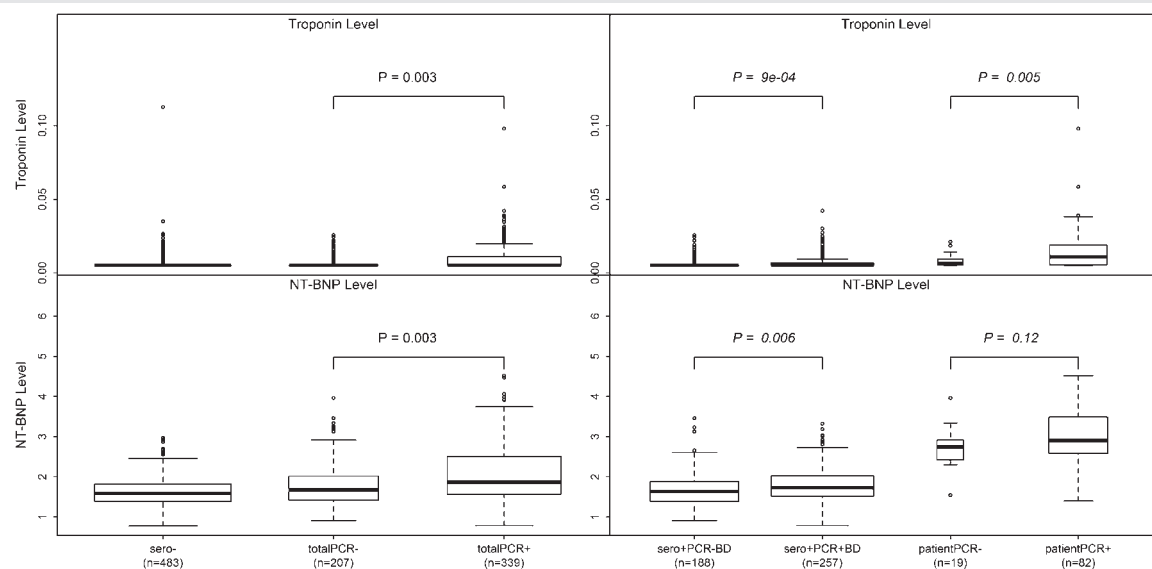 Troponin Level
Troponin Level
P = 0.003
P = 9e-04
P = 0.005
Troponin Level
0.10
0.05
0.00
0.10
0.05
0.00
NT-BNP Level
NT-BNP Level
P = 0.003
P = 0.006
P = 0.12
NT-BNP Level
6
5
4
3
2
1
6
5
4
3
2
1
sero-
(n=483)
totalPCR-
(n=207)
totalPCR+
(n=339)
sero+PCR-BD
(n=188)
sero+PCR+BD
(n=257)
patientPCR-
(n=19)
patientPCR+
(n=82)